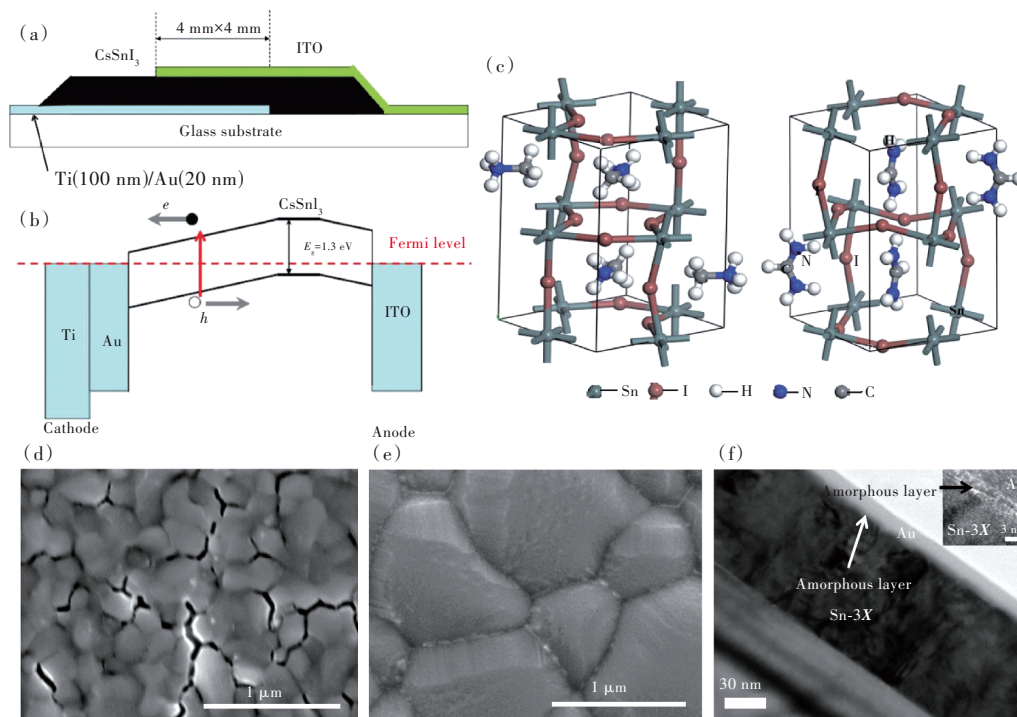 (a)
4 mm×4 mm
CsSnI3
ITO
Glass substrate
Ti(100 nm)/Au(20 nm)
(b)
e
CsSnI3
Eg=1.3 eV
Fermi level
h
Ti
Au
ITO
Cathode
Anode
(c)
H
N
I
Sn
Sn
I
H
N
C
(d)
1 μm
(e)
1 μm
(f)
Amorphous layer
A
Sn-3X
3 n
Au
Amorphous layer
Sn-3X
30 nm